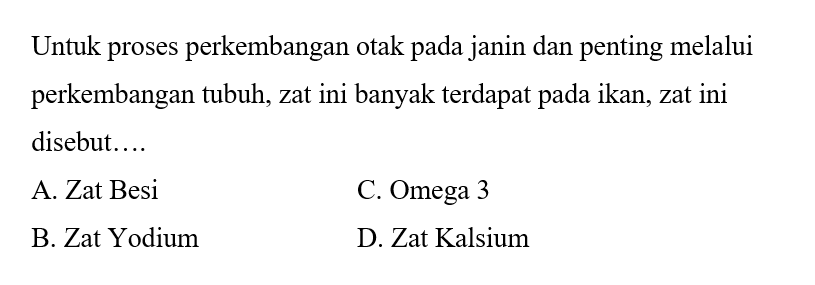 Untuk proses perkembangan otak pada janin dan penting melalui
perkembangan tubuh, zat ini banyak terdapat pada ikan, zat ini
disebut….
A. Zat Besi C. Omega 3
B. Zat Yodium D. Zat Kalsium